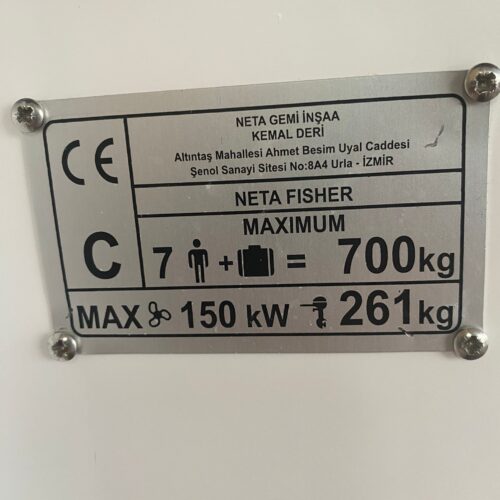 CE
NETA GEMİ İNŞAA
KEMAL DERİ
Altıntaş Mahallesi Ahmet Besim Uyal Caddesi
Şenol Sanayi Sitesi No:8A4 Urla - İZMİR
NETA FISHER
MAXIMUM
C
7 + = 700kg
MAX 150 kW 261kg